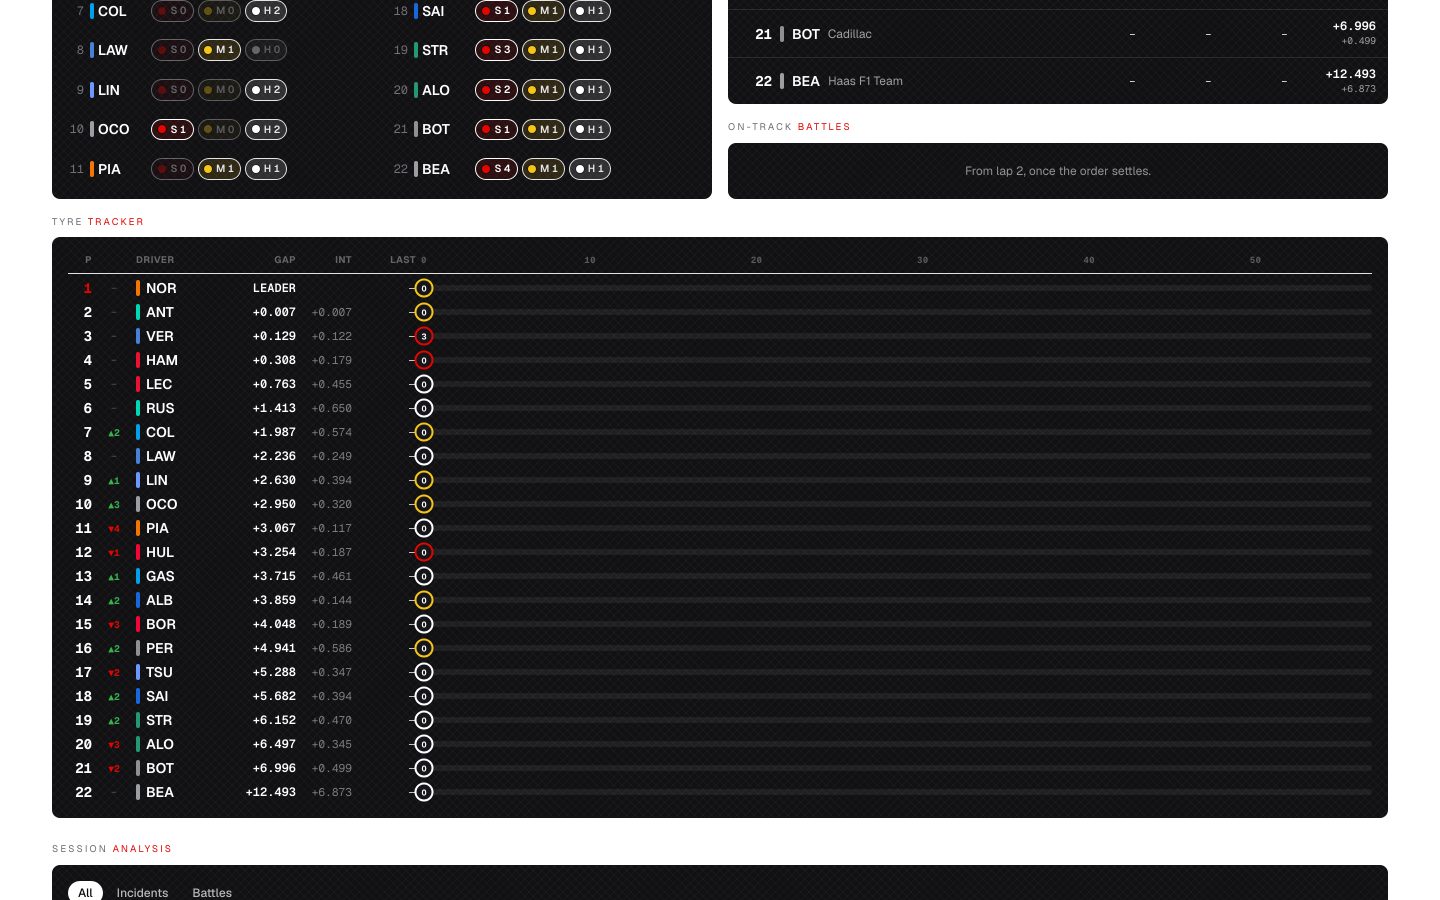 7 COL S 0 M 0 H 2 18 SAI S 1 M 1 H 1
8 LAW S 0 M 1 H 0 19 STR S 3 M 1 H 1
9 LIN S 0 M 0 H 2 20 ALO S 2 M 1 H 1
10 OCO S 1 M 0 H 2 21 BOT S 1 M 1 H 1
11 PIA S 0 M 1 H 1 22 BEA S 4 M 1 H 1
21 BOT Cadillac – – – +6.996
+0.499
22 BEA Haas F1 Team – – – +12.493
+6.873
ON-TRACK BATTLES
From lap 2, once the order settles.
TYRE TRACKER
P DRIVER GAP INT LAST 0 10 20 30 40 50
1 – NOR LEADER – 0
2 – ANT +0.007 +0.007 – 0
3 – VER +0.129 +0.122 – 3
4 – HAM +0.308 +0.179 – 0
5 – LEC +0.763 +0.455 – 0
6 – RUS +1.413 +0.650 – 0
7 ▲2 COL +1.987 +0.574 – 0
8 – LAW +2.236 +0.249 – 0
9 ▲1 LIN +2.630 +0.394 – 0
10 ▲3 OCO +2.950 +0.320 – 0
11 ▼4 PIA +3.067 +0.117 – 0
12 ▼1 HUL +3.254 +0.187 – 0
13 ▲1 GAS +3.715 +0.461 – 0
14 ▲2 ALB +3.859 +0.144 – 0
15 ▼3 BOR +4.048 +0.189 – 0
16 ▲2 PER +4.941 +0.586 – 0
17 ▼2 TSU +5.288 +0.347 – 0
18 ▲2 SAI +5.682 +0.394 – 0
19 ▲2 STR +6.152 +0.470 – 0
20 ▼3 ALO +6.497 +0.345 – 0
21 ▼2 BOT +6.996 +0.499 – 0
22 – BEA +12.493 +6.873 – 0
SESSION ANALYSIS
All Incidents Battles